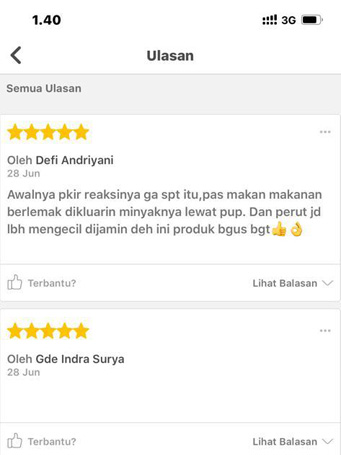 1.40
3G
Ulasan
Semua Ulasan
Oleh Defi Andriyani
28 Jun
Awalnya pkir reaksinya ga spt itu,pas makan makanan
berlemak dikluarin minyaknya lewat pup. Dan perut jd
lbh mengecil dijamin deh ini produk bgus bgt👍👌
Terbantu?
Lihat Balasan
Oleh Gde Indra Surya
28 Jun
Terbantu?
Lihat Balasan